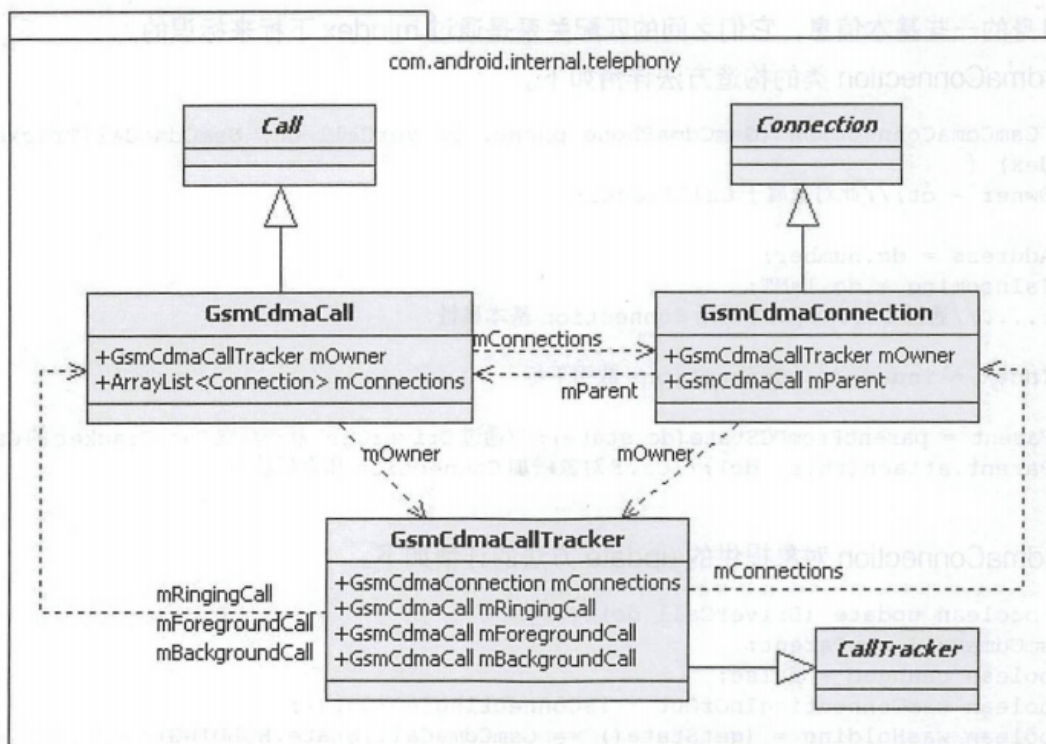 com.android.internal.telephony
Call
Connection
GsmCdmaCall
+GsmCdmaCallTracker mOwner
+ArrayList<Connection> mConnections
mConnections
mParent
GsmCdmaConnection
+GsmCdmaCallTracker mOwner
+GsmCdmaCall mParent
mOwner
mOwner
GsmCdmaCallTracker
+GsmCdmaConnection mConnections
+GsmCdmaCall mRingingCall
+GsmCdmaCall mForegroundCall
+GsmCdmaCall mBackgroundCall
mConnections
mRingingCall
mForegroundCall
mBackgroundCall
CallTracker